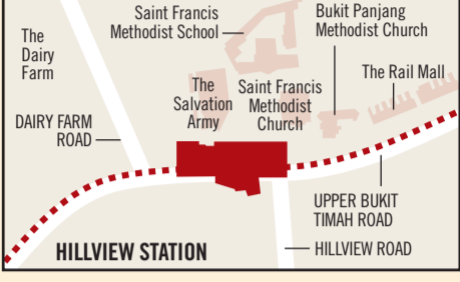 Saint Francis
Methodist School
Bukit Panjang
Methodist Church
The
Dairy
Farm
The Rail Mall
The
Salvation
Army
Saint Francis
Methodist
Church
DAIRY FARM
ROAD
UPPER BUKIT
TIMAH ROAD
HILLVIEW STATION
HILLVIEW ROAD